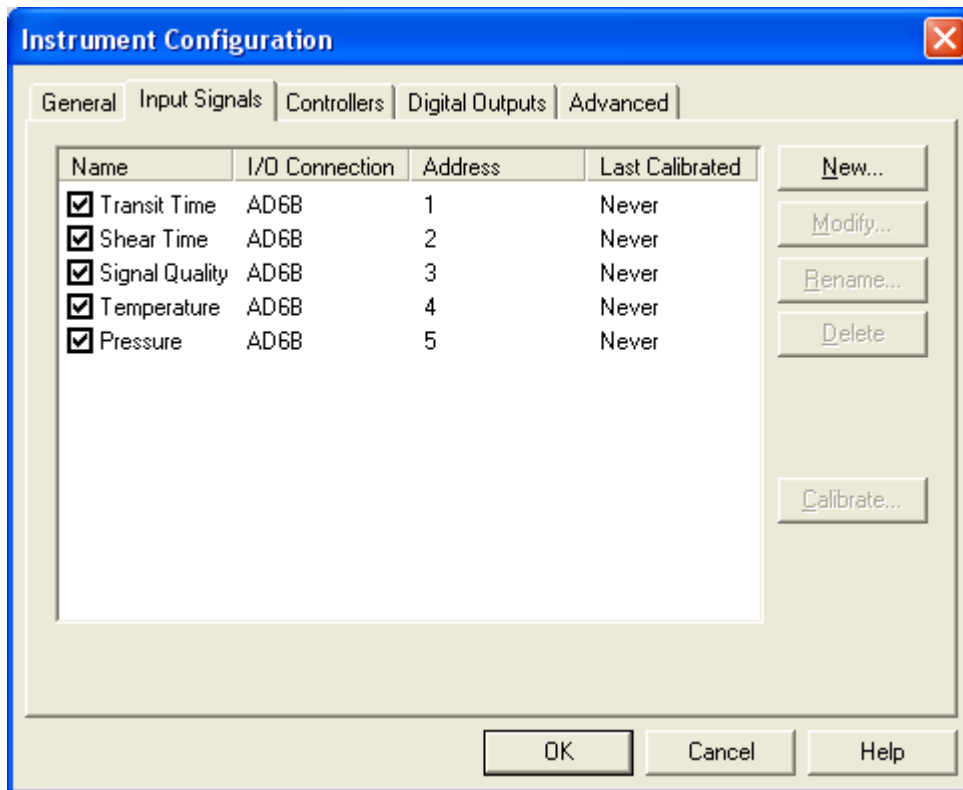 Instrument Configuration
General Input Signals Controllers Digital Outputs Advanced
Name I/O Connection Address Last Calibrated
Transit Time AD6B 1 Never
Shear Time AD6B 2 Never
Signal Quality AD6B 3 Never
Temperature AD6B 4 Never
Pressure AD6B 5 Never
New...
Modify...
Rename...
Delete
Calibrate...
OK Cancel Help